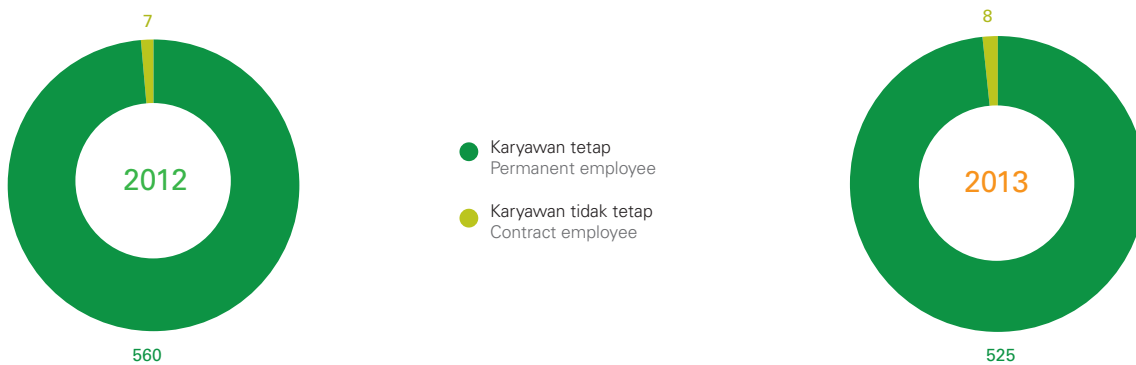 7
2012
560
Karyawan tetap
Permanent employee
Karyawan tidak tetap
Contract employee
8
2013
525